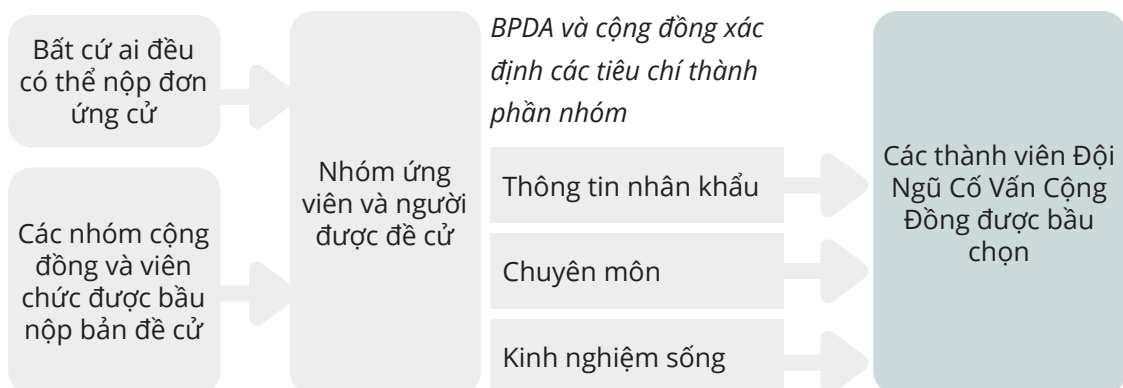 Bất cứ ai đều
có thể nộp đơn
ứng cử
Các nhóm cộng
đồng và viên
chức được bầu
nộp bản đề cử
Nhóm ứng
viên và người
được đề cử
BPDA và cộng đồng xác
định các tiêu chí thành
phần nhóm
Thông tin nhân khẩu
Chuyên môn
Kinh nghiệm sống
Các thành viên Đội
Ngũ Cố Vấn Cộng
Đồng được bầu
chọn